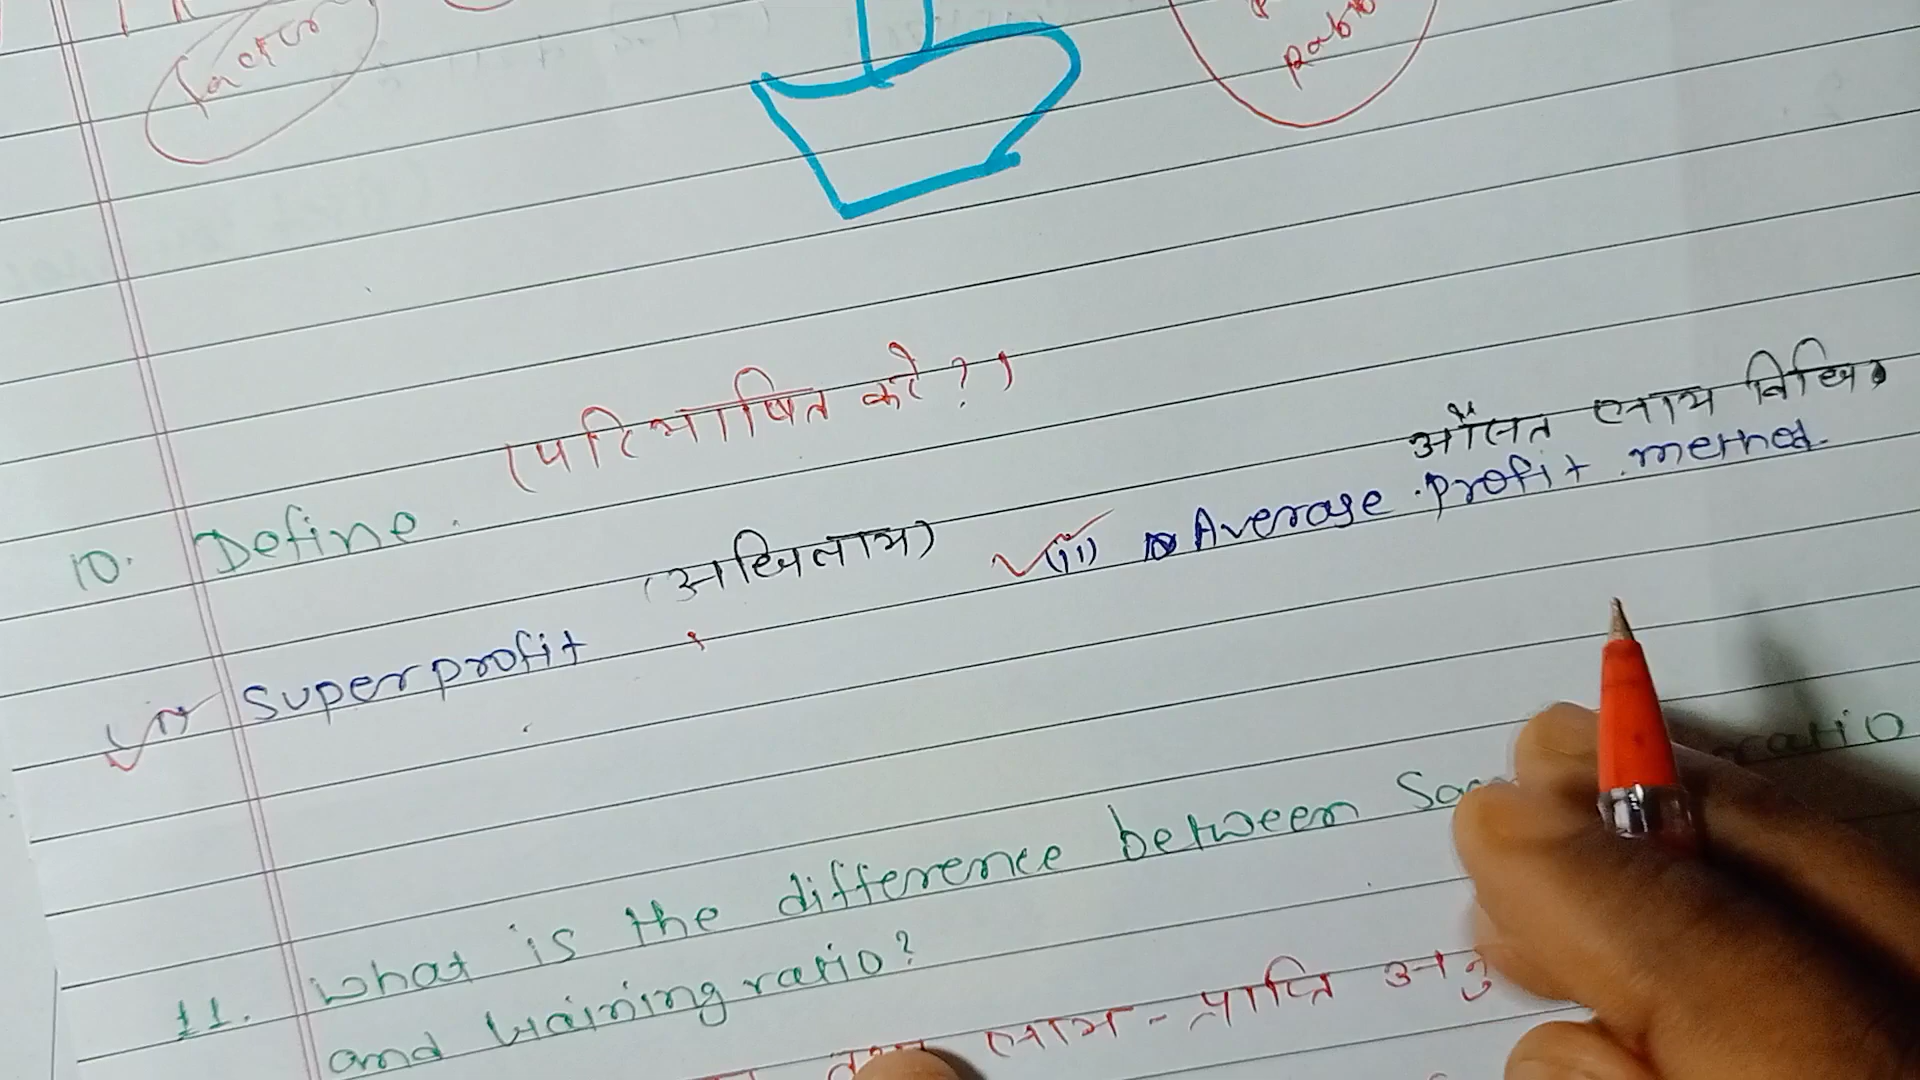 factor
(परिभाषित करे?)
10. Define.
औसत लाभ विधि
(अधिलाभ) (ii) Average profit method
(i) Superprofit
11. What is the difference between ratio
and Gaining ratio?
लाभ-प्राप्ति अनु